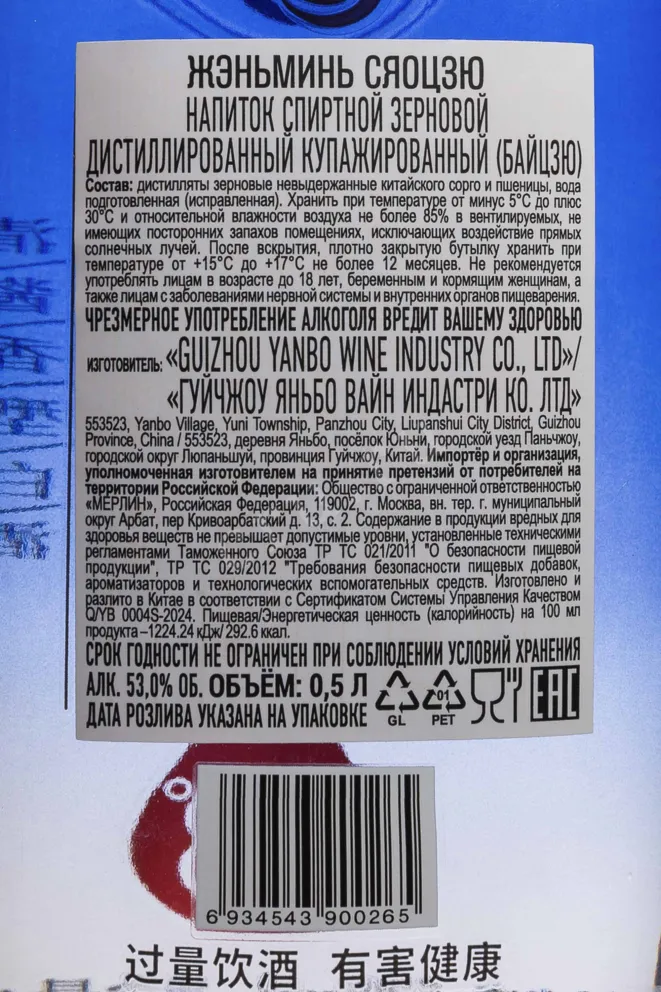 ЖЭНЬМИНЬ СЯОЦЗЮ
НАПИТОК СПИРТНОЙ ЗЕРНОВОЙ
ДИСТИЛЛИРОВАННЫЙ КУПАЖИРОВАННЫЙ (БАЙЦЗЮ)
Состав: дистилляты зерновые невыдержанные китайского сорго и пшеницы, вода
подготовленная (исправленная). Хранить при температуре от минус 5°С до плюс
30°С и относительной влажности воздуха не более 85% в вентилируемых, не
имеющих посторонних запахов помещениях, исключающих воздействие прямых
солнечных лучей. После вскрытия, плотно закрытую бутылку хранить при
температуре от +15°С до +17°С не более 12 месяцев. Не рекомендуется
употреблять лицам в возрасте до 18 лет, беременным и кормящим женщинам, а
также лицам с заболеваниями нервной системы и внутренних органов пищеварения.
ЧРЕЗМЕРНОЕ УПОТРЕБЛЕНИЕ АЛКОГОЛЯ ВРЕДИТ ВАШЕМУ ЗДОРОВЬЮ
ИЗГОТОВИТЕЛЬ: «GUIZHOU YANBO WINE INDUSTRY CO., LTD»/
«ГУЙЧЖОУ ЯНЬБО ВАЙН ИНДАСТРИ КО. ЛТД»
553523, Yanbo Village, Yuni Township, Panzhou City, Liupanshui City District, Guizhou
Province, China / 553523, деревня Яньбо, посёлок Юньни, городской уезд Паньчжоу,
городской округ Люпаньшуй, провинция Гуйчжоу, Китай. Импортёр и организация,
уполномоченная изготовителем на принятие претензий от потребителей на
территории Российской Федерации: Общество с ограниченной ответственностью
«МЕРЛИН», Российская Федерация, 119002, г. Москва, вн. тер. г. муниципальный
округ Арбат, пер Кривоарбатский д. 13, с. 2. Содержание в продукции вредных для
здоровья веществ не превышает допустимые уровни, установленные техническими
регламентами Таможенного Союза ТР ТС 021/2011 "О безопасности пищевой
продукции", ТР ТС 029/2012 "Требования безопасности пищевых добавок,
ароматизаторов и технологических вспомогательных средств. Изготовлено и
разлито в Китае в соответствии с Сертификатом Системы Управления Качеством
Q/YB 0004S-2024. Пищевая/Энергетическая ценность (калорийность) на 100 мл
продукта –1224.24 кДж/ 292.6 ккал.
СРОК ГОДНОСТИ НЕ ОГРАНИЧЕН ПРИ СОБЛЮДЕНИИ УСЛОВИЙ ХРАНЕНИЯ
АЛК. 53,0% ОБ. ОБЪЁМ: 0,5 Л
ДАТА РОЗЛИВА УКАЗАНА НА УПАКОВКЕ
GL
01
PET
EAC
6 934543 900265
过量饮酒 有害健康